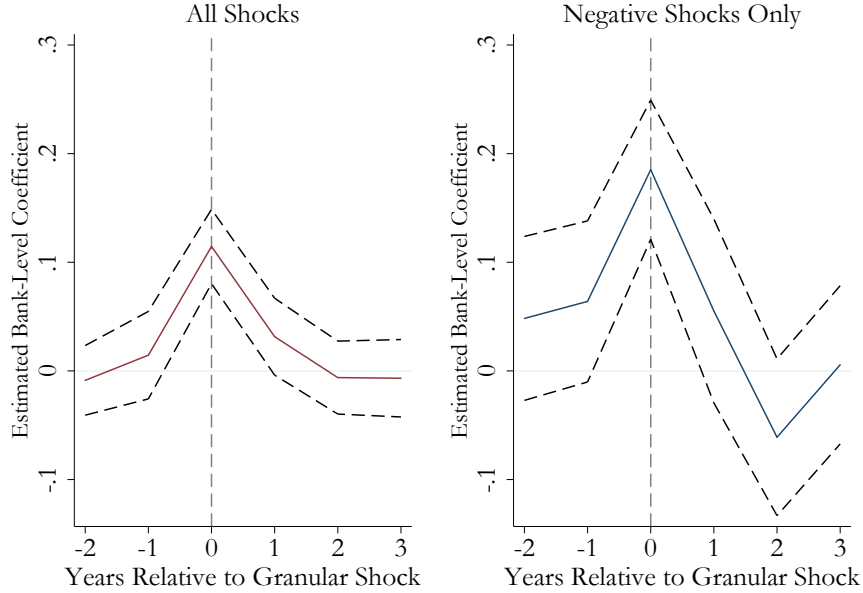 All Shocks
Estimated Bank-Level Coefficient
.3
.2
.1
0
-.1
-2 -1 0 1 2 3
Years Relative to Granular Shock
Negative Shocks Only
Estimated Bank-Level Coefficient
.3
.2
.1
0
-.1
-2 -1 0 1 2 3
Years Relative to Granular Shock